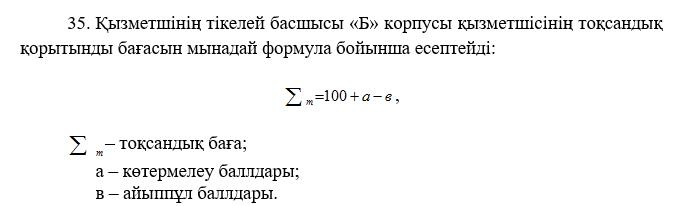 35. Қызметшінің тікелей басшысы «Б» корпусы қызметшісінің тоқсандық
қорытынды бағасын мынадай формула бойынша есептейді:
∑ т=100 + а − в ,
∑ т – тоқсандық баға;
а – көтермелеу баллдары;
в – айыппұл баллдары.